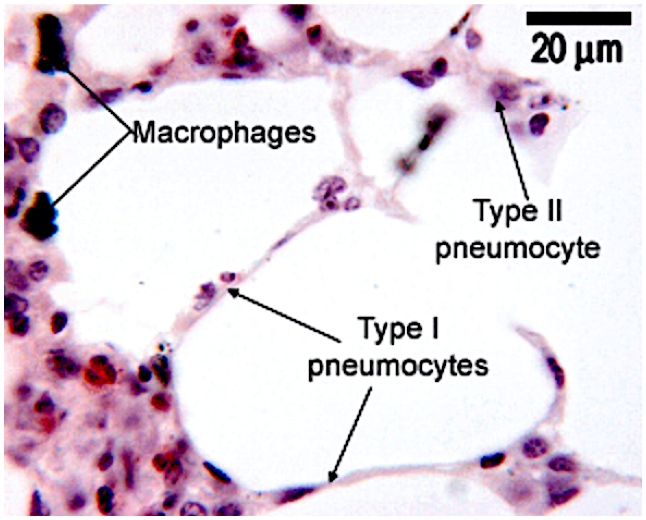 20 µm
Macrophages
Type II
pneumocyte
Type I
pneumocytes